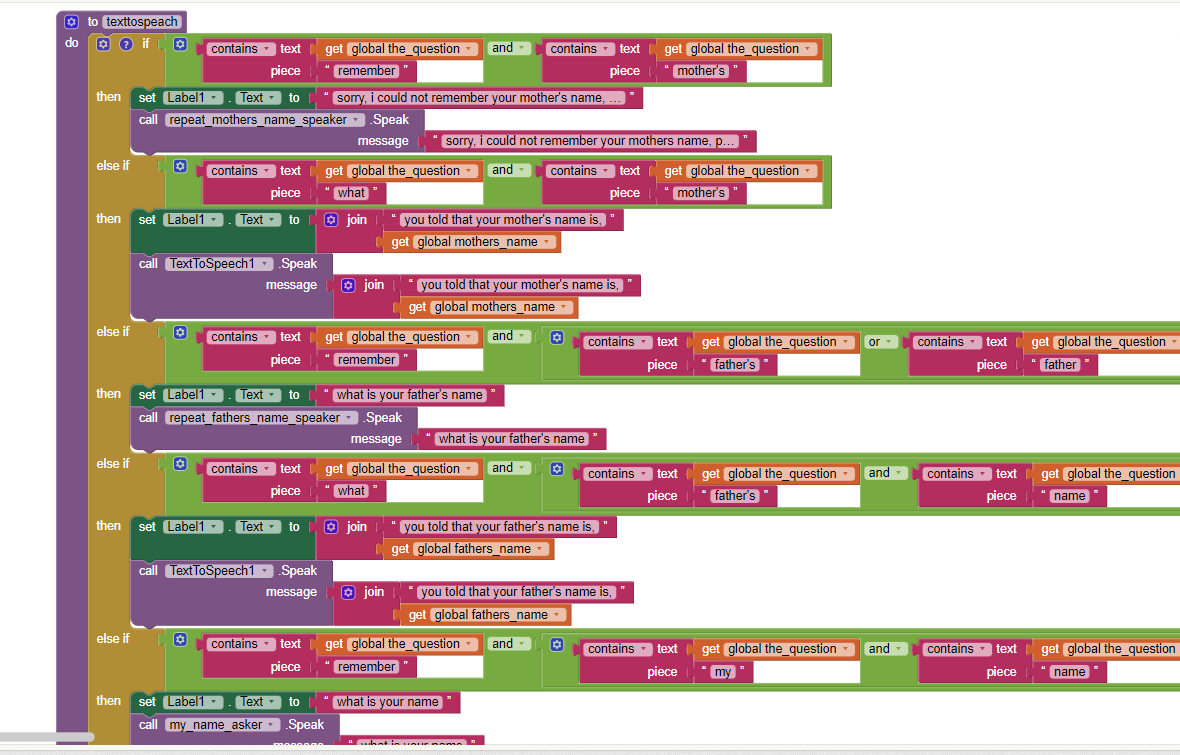 to texttospeach
do ? if contains text get global the_question and contains text get global the_question
piece " remember " piece " mother's "
then set Label1 . Text to " sorry, i could not remember your mother's name, ... "
call repeat_mothers_name_speaker .Speak
message " sorry, i could not remember your mothers name, p... "
else if contains text get global the_question and contains text get global the_question
piece " what " piece " mother's "
then set Label1 . Text to join " you told that your mother's name is, "
get global mothers_name
call TextToSpeech1 .Speak
message join " you told that your mother's name is, "
get global mothers_name
else if contains text get global the_question and contains text get global the_question or contains text get global the_question
piece " remember " piece " father's " piece " father "
then set Label1 . Text to " what is your father's name "
call repeat_fathers_name_speaker .Speak
message " what is your father's name "
else if contains text get global the_question and contains text get global the_question and contains text get global the_question
piece " what " piece " father's " piece " name "
then set Label1 . Text to join " you told that your father's name is, "
get global fathers_name
call TextToSpeech1 .Speak
message join " you told that your father's name is, "
get global fathers_name
else if contains text get global the_question and contains text get global the_question and contains text get global the_question
piece " remember " piece " my " piece " name "
then set Label1 . Text to " what is your name "
call my_name_asker .Speak
message " what is your name "